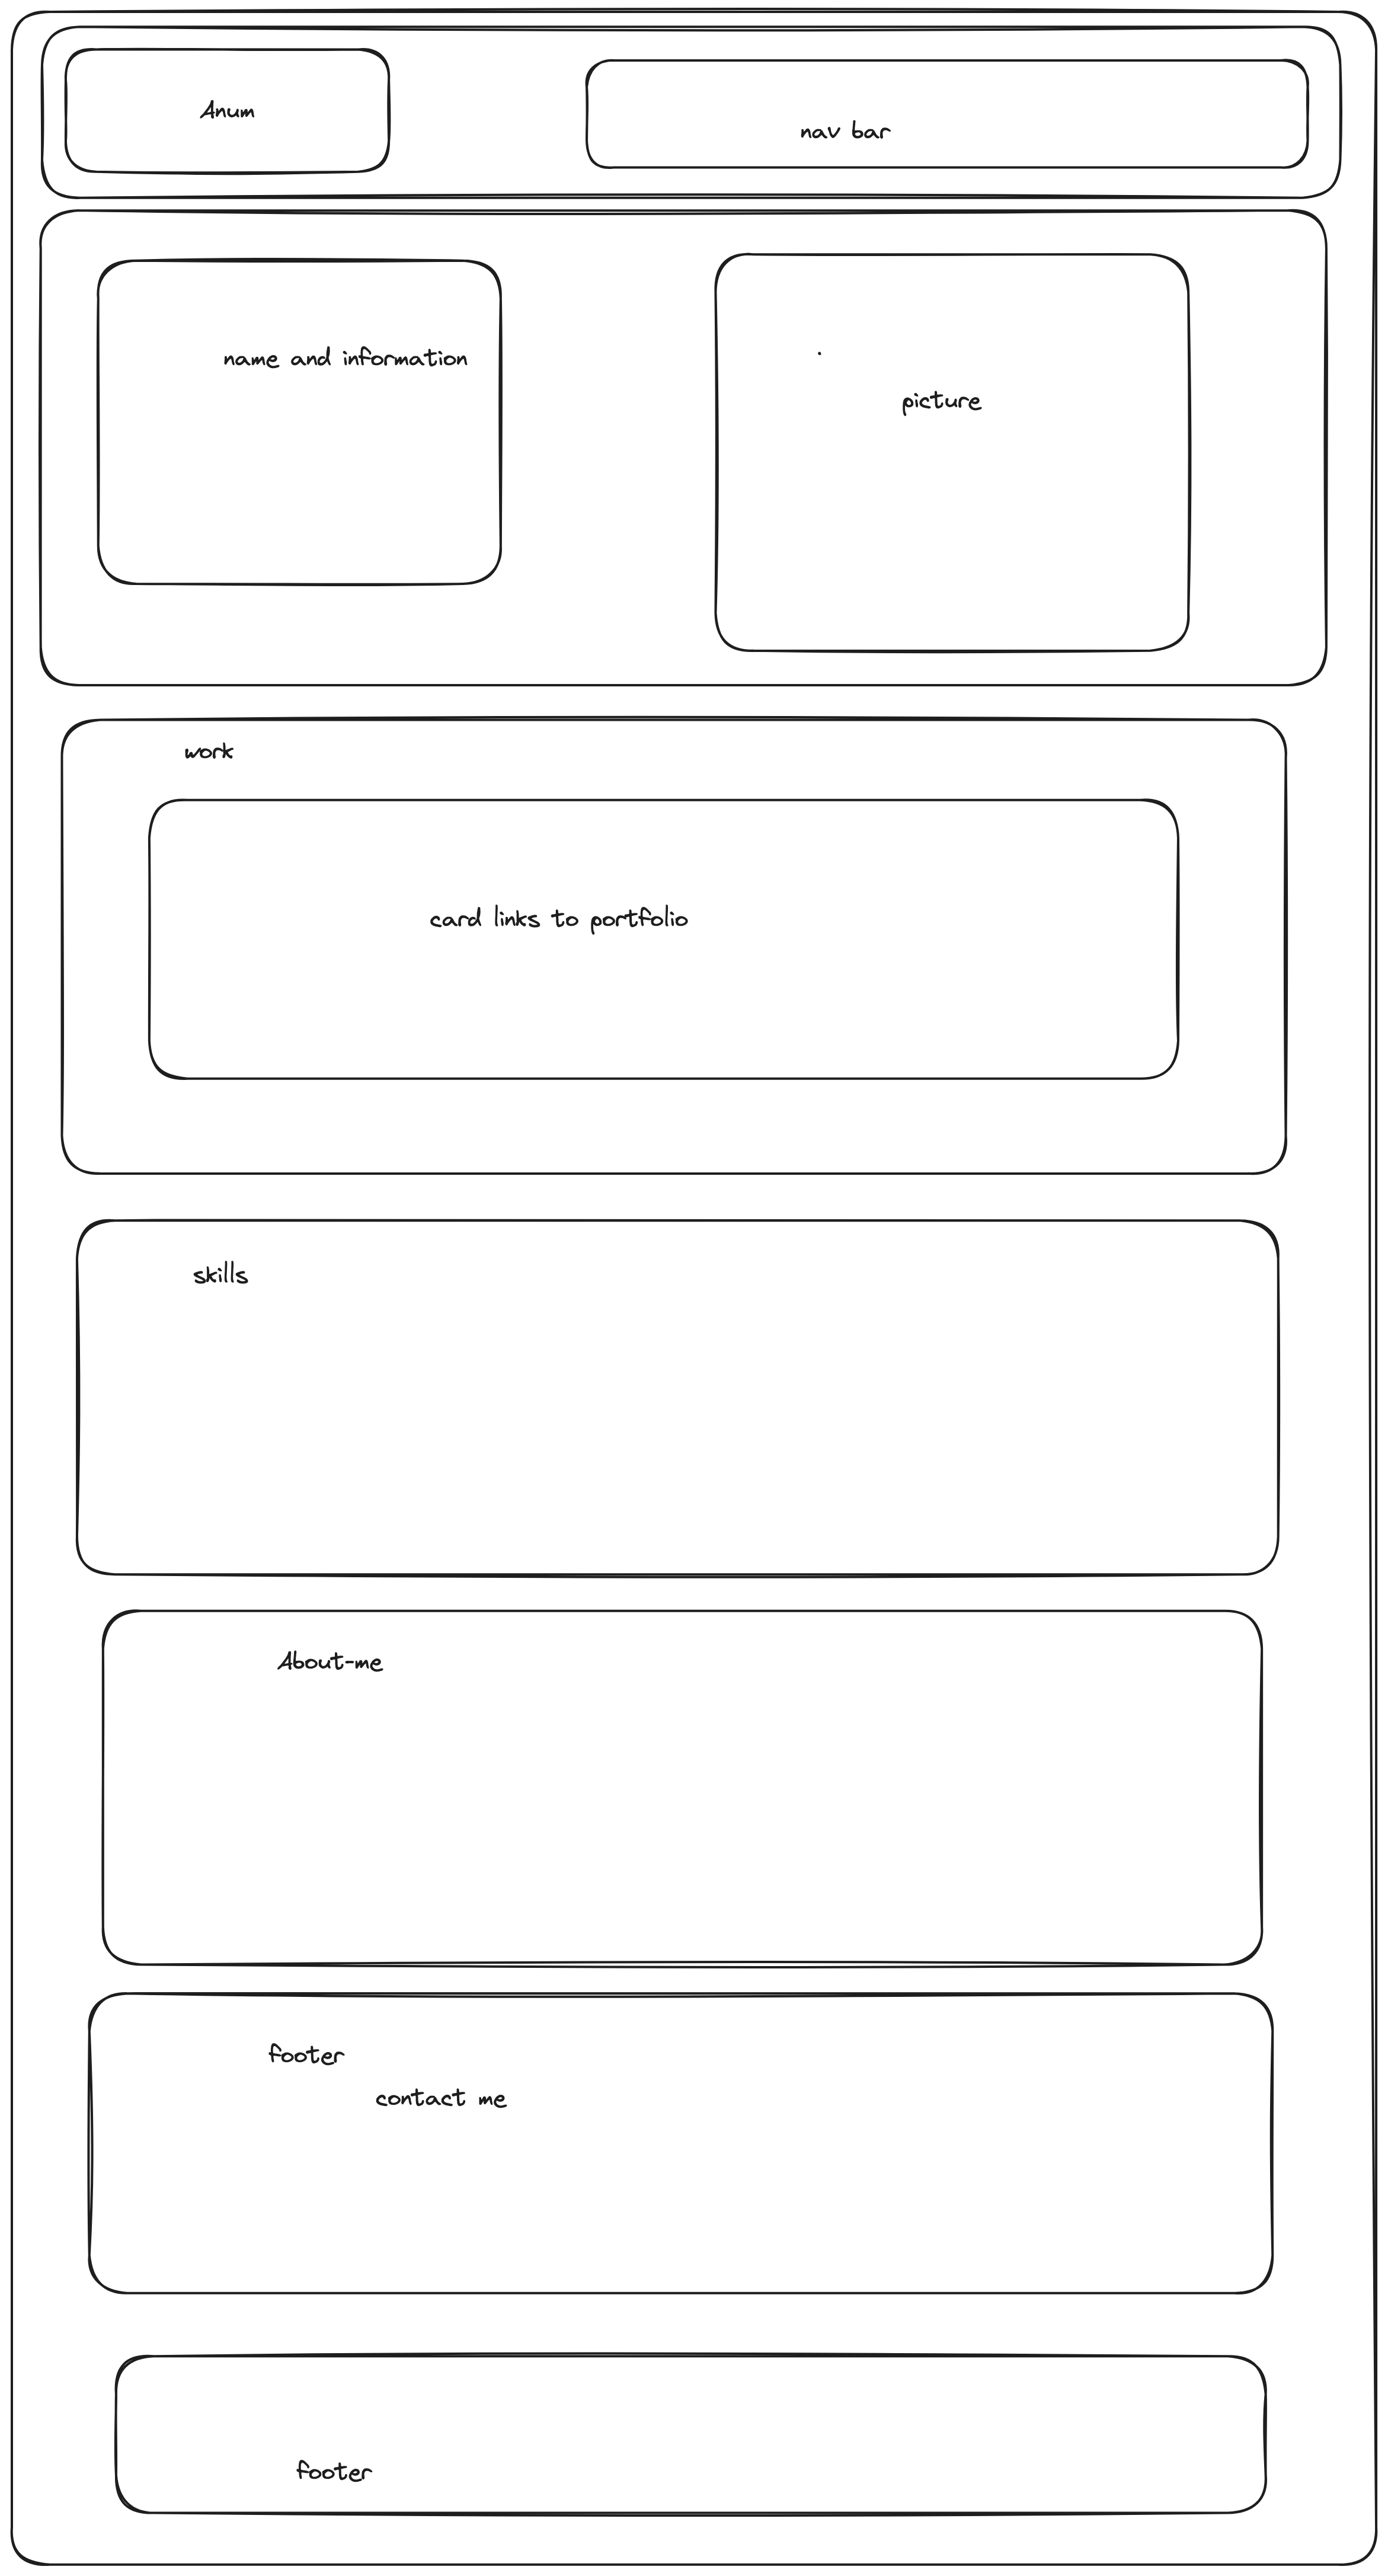 Anum
nav bar
name and information
picture
work
card links to portfolio
skills
About-me
footer
contact me
footer